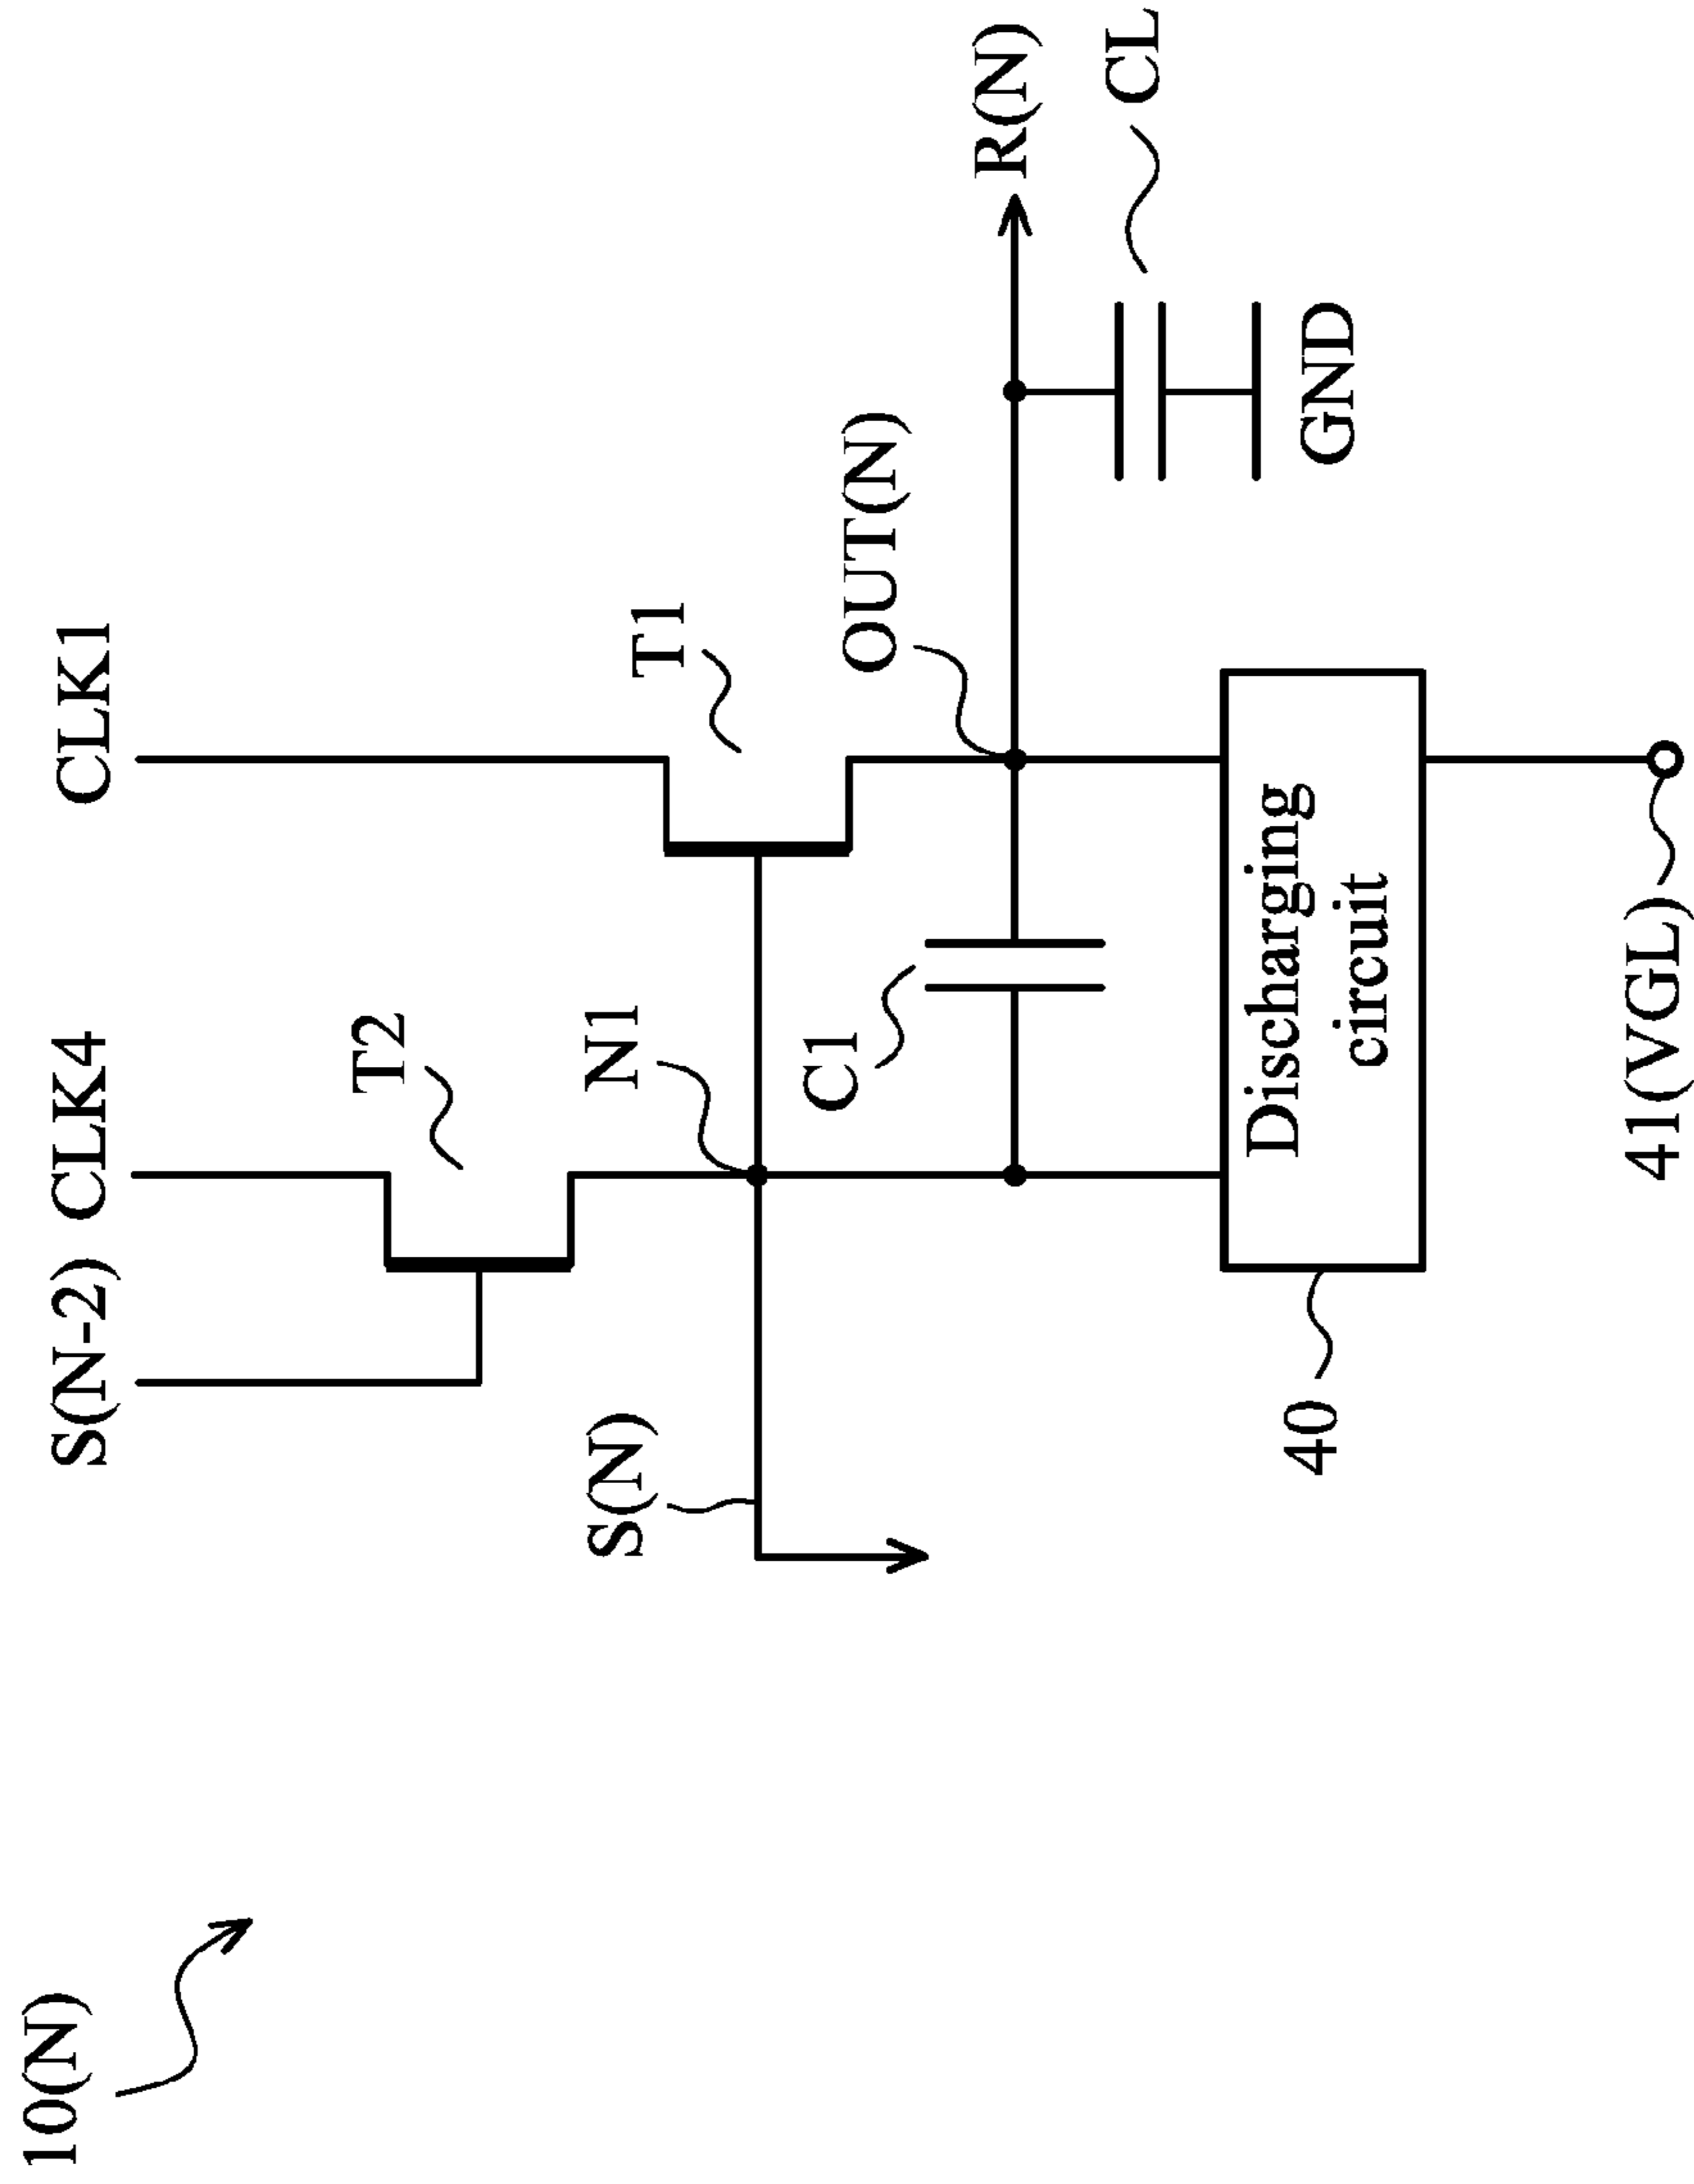 10(N)
S(N-2)
CLK4
CLK1
T2
T1
S(N)
N1
C1
OUT(N)
R(N)
CL
GND
Discharging
circuit
40
41(VGL)